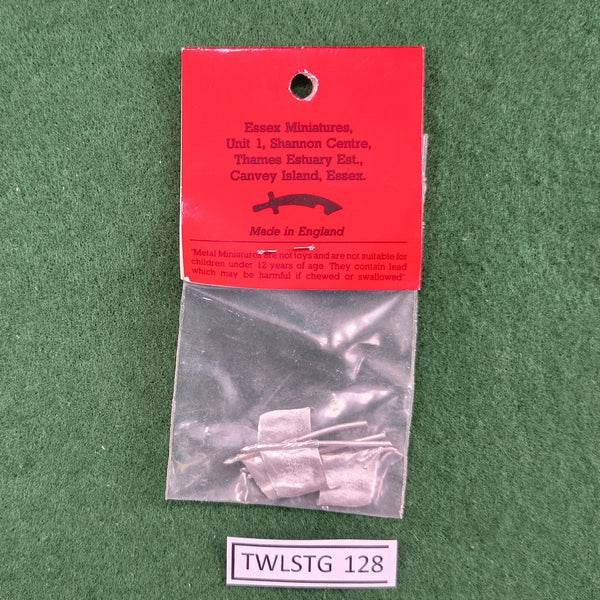 Essex Miniatures,
Unit 1, Shannon Centre,
Thames Estuary Est.,
Canvey Island, Essex.
Made in England
"Metal Miniatures are not toys and are not suitable for
children under 12 years of age. They contain lead
which may be harmful if chewed or swallowed"
TWLSTG 128